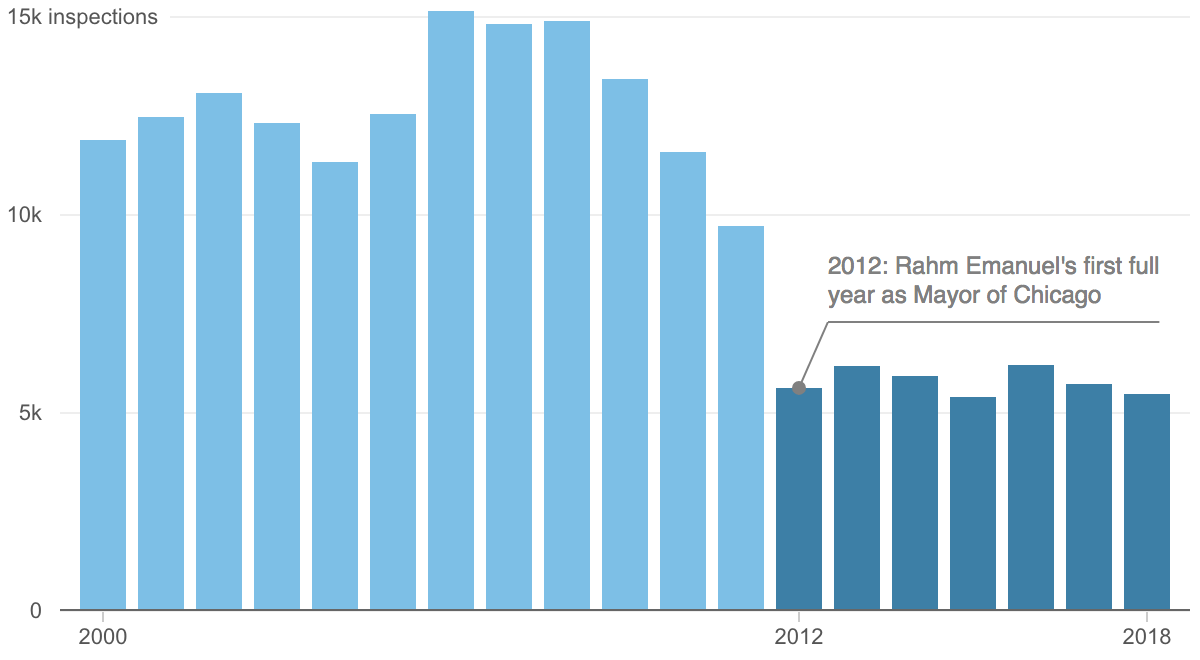 15k inspections
10k
2012: Rahm Emanuel's first full
year as Mayor of Chicago
5k
0
2000
2012
2018